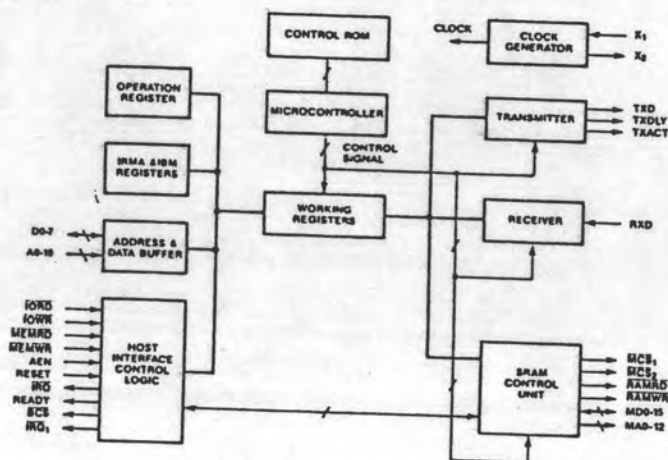 CONTROL ROM
CLOCK
CLOCK
GENERATOR
X1
X2
OPERATION
REGISTER
MICROCONTROLLER
TRANSMITTER
TXD
TXDLY
TXACT
CONTROL
SIGNAL
IRMA &IBM
REGISTERS
WORKING
REGISTERS
RECEIVER
RXD
D0-7
ADDRESS &
DATA BUFFER
IORD
IOWR
MEMRD
MEMWR
AEN
RESET
IRQ
READY
BCS
IRQ1
HOST
INTERFACE
CONTROL
LOGIC
SRAM
CONTROL
UNIT
MCS1
MCS2
RAMRD
RAMWR
MD0-15
MA0-12